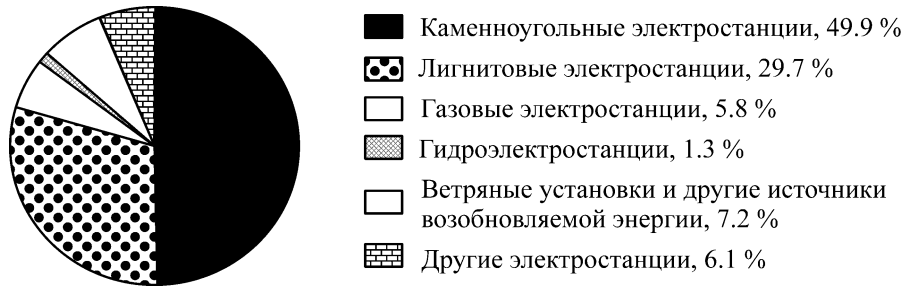 Каменноугольные электростанции, 49.9 %
Лигнитовые электростанции, 29.7 %
Газовые электростанции, 5.8 %
Гидроэлектростанции, 1.3 %
Ветряные установки и другие источники
возобновляемой энергии, 7.2 %
Другие электростанции, 6.1 %